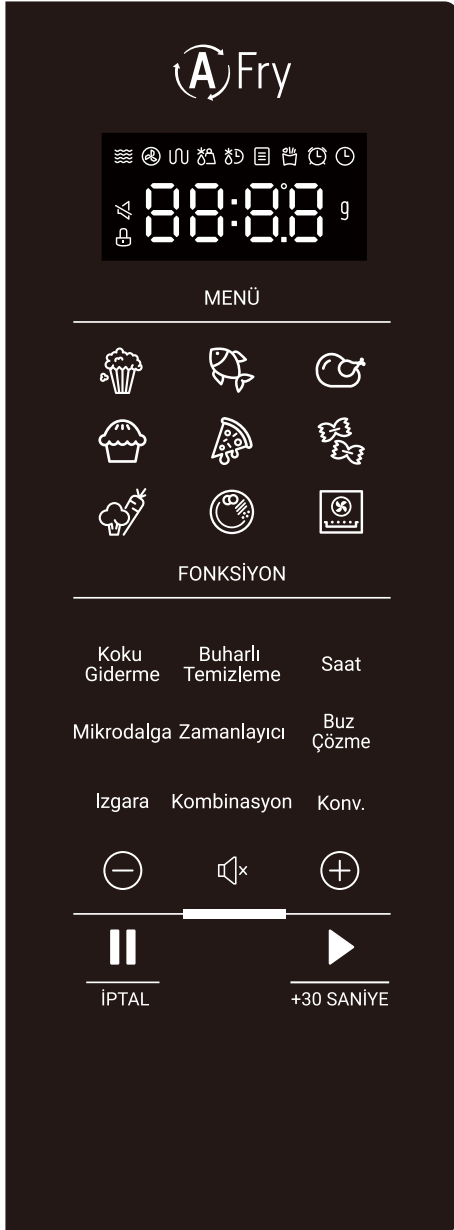 A Fry
88:8.8° g
MENÜ
FONKSİYON
Koku
Giderme
Buharlı
Temizleme
Saat
Mikrodalga
Zamanlayıcı
Buz
Çözme
Izgara
Kombinasyon
Konv.
İPTAL
+30 SANİYE